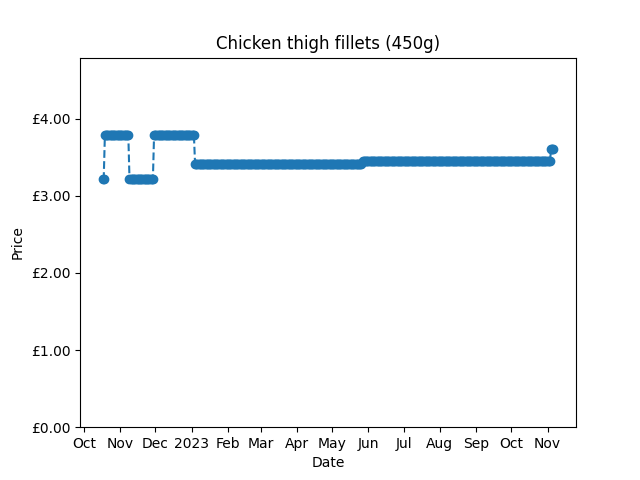 Chicken thigh fillets (450g)
£4.00
£3.00
£2.00
£1.00
£0.00
Price
Oct Nov Dec 2023 Feb Mar Apr May Jun Jul Aug Sep Oct Nov
Date